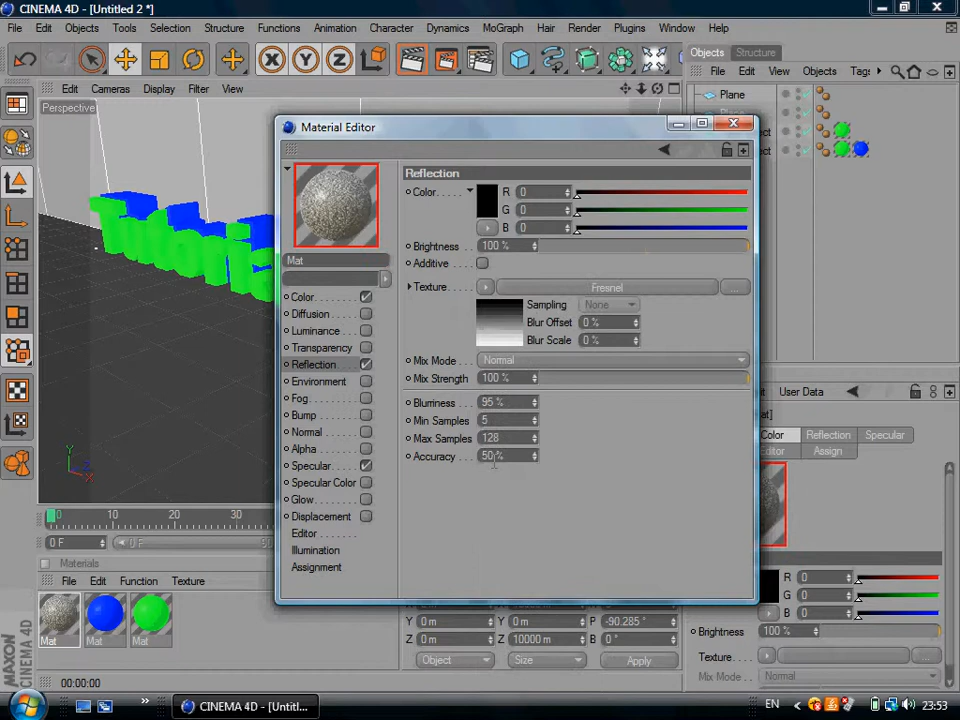 CINEMA 4D - [Untitled 2 *]
File Edit Objects Tools Selection Structure Functions Animation Character Dynamics MoGraph Hair Render Plugins Window Help
X Y Z
Objects Structure
File Edit View Objects Tags
Edit Cameras Display Filter View
Perspective
Plane
Material Editor
Mat
Color
Diffusion
Luminance
Transparency
Reflection
Environment
Fog
Bump
Normal
Alpha
Specular
Specular Color
Glow
Displacement
Editor
Illumination
Assignment
Reflection
Color R 0
G 0
B 0
Brightness 100 %
Additive
Texture Fresnel ...
Sampling None
Blur Offset 0 %
Blur Scale 0 %
Mix Mode Normal
Mix Strength 100 %
Blurriness 95 %
Min Samples 5
Max Samples 128
Accuracy 50 %
User Data
Color Reflection Specular
Editor Assign
R 0
G 0
B 0
Brightness 100 %
Texture ...
Mix Mode Normal
Y
Z
X
0 10 20 30
0 F
Materials
File Edit Function Texture
Mat Mat Mat
Y 0 m Y 0 m P -90.285 °
Z 0 m Z 10000 m B 0 °
Object Size Apply
MAXON
CINEMA 4D
00:00:00
CINEMA 4D - [Untitl...
EN 23:53